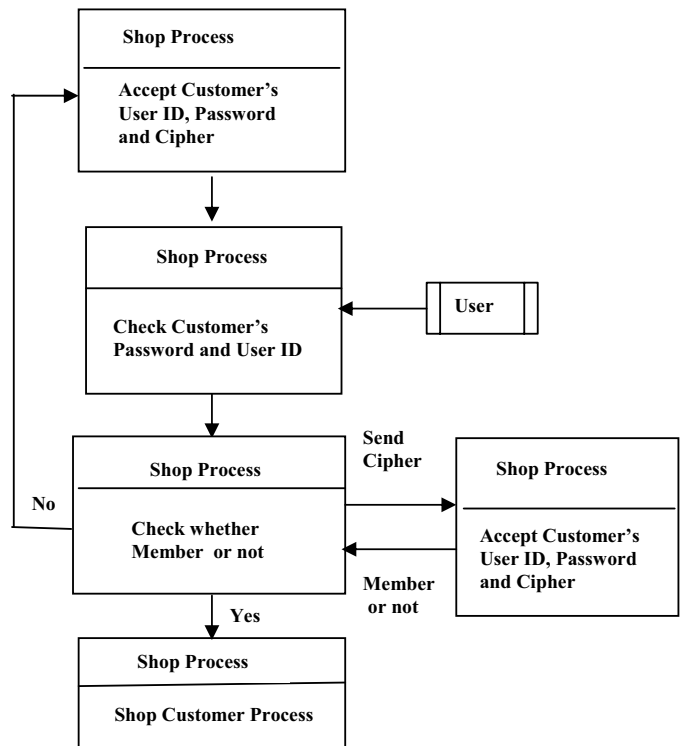 Shop Process
Accept Customer’s
User ID, Password
and Cipher
Shop Process
Check Customer’s
Password and User ID
User
Shop Process
Check whether
Member or not
No
Send
Cipher
Member
or not
Shop Process
Accept Customer’s
User ID, Password
and Cipher
Yes
Shop Process
Shop Customer Process